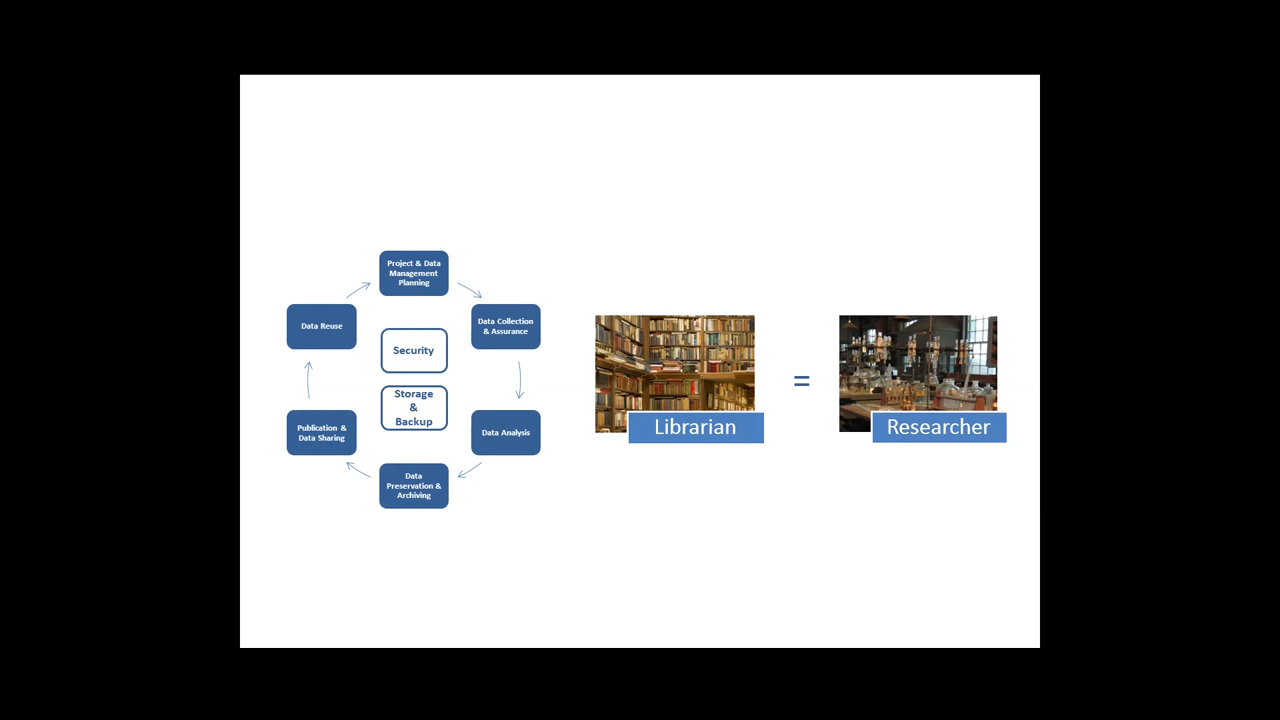 Project & Data
Management
Planning
Data Collection
& Assurance
Data Analysis
Data
Preservation &
Archiving
Publication &
Data Sharing
Data Reuse
Security
Storage
&
Backup
Librarian
=
Researcher